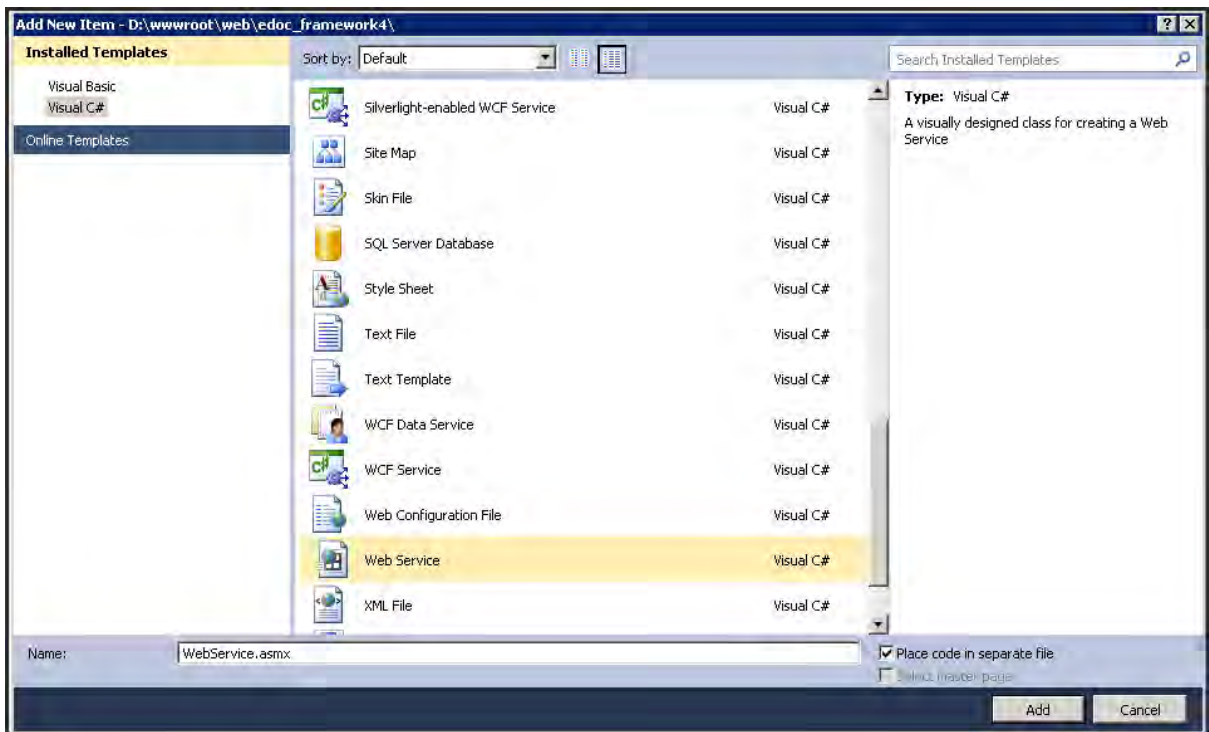 Add New Item - D:\wwwroot\web\edoc_framework4\
Installed Templates
Visual Basic
Visual C#
Online Templates
Sort by: Default
Search Installed Templates
Silverlight-enabled WCF Service Visual C#
Site Map Visual C#
Skin File Visual C#
SQL Server Database Visual C#
Style Sheet Visual C#
Text File Visual C#
Text Template Visual C#
WCF Data Service Visual C#
WCF Service Visual C#
Web Configuration File Visual C#
Web Service Visual C#
XML File Visual C#
Type: Visual C#
A visually designed class for creating a Web
Service
Name: WebService.asmx
Place code in separate file
Select master page
Add Cancel